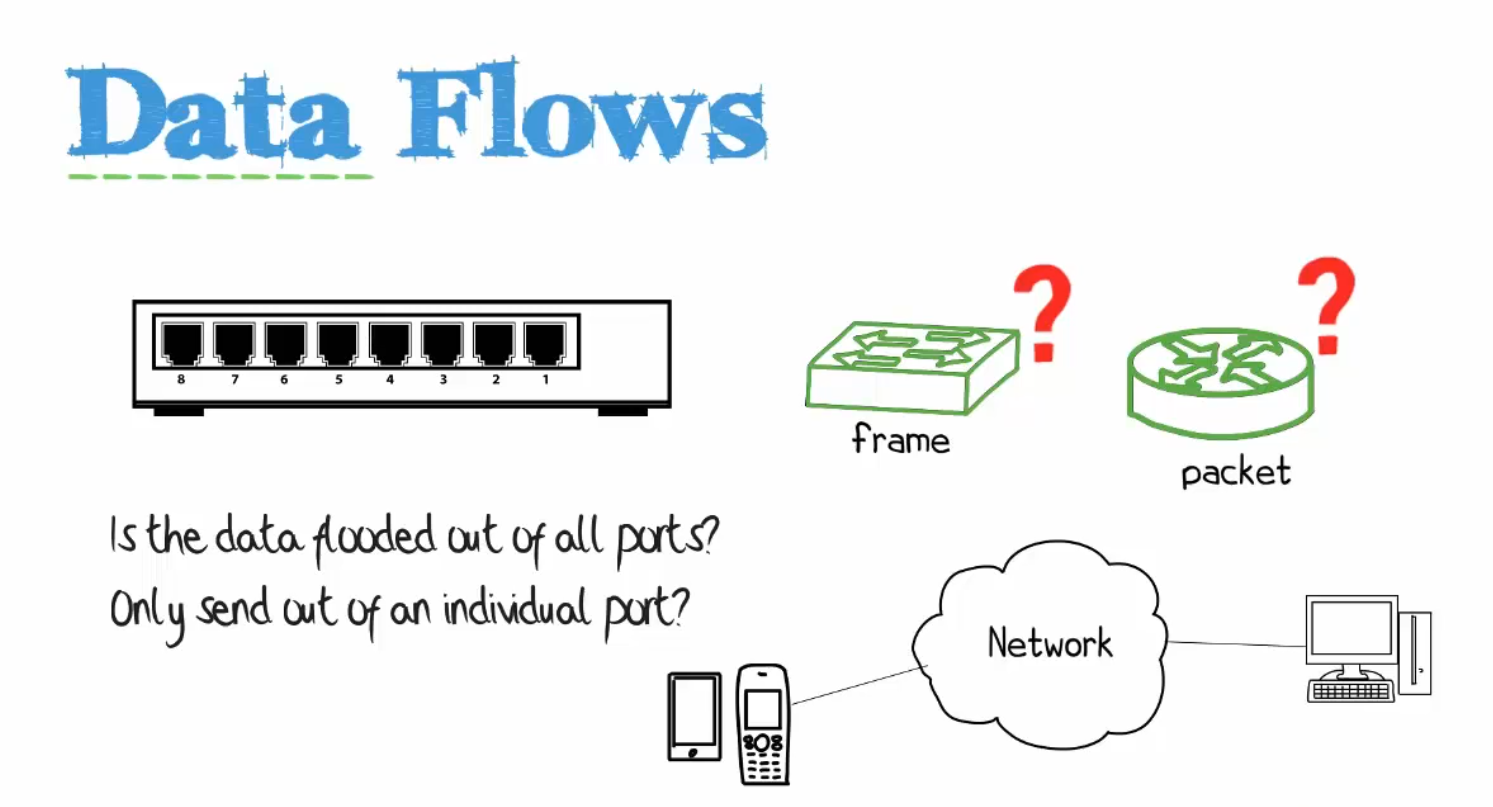 Data Flows
8 7 6 5 4 3 2 1
? ?
frame
packet
Is the data flooded out of all ports?
Only send out of an individual port?
Network